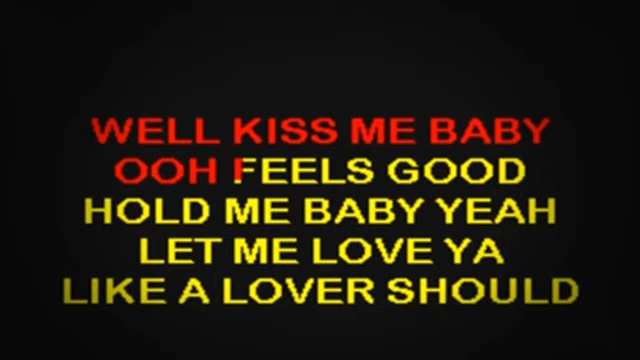 WELL KISS ME BABY
OOH FEELS GOOD
HOLD ME BABY YEAH
LET ME LOVE YA
LIKE A LOVER SHOULD